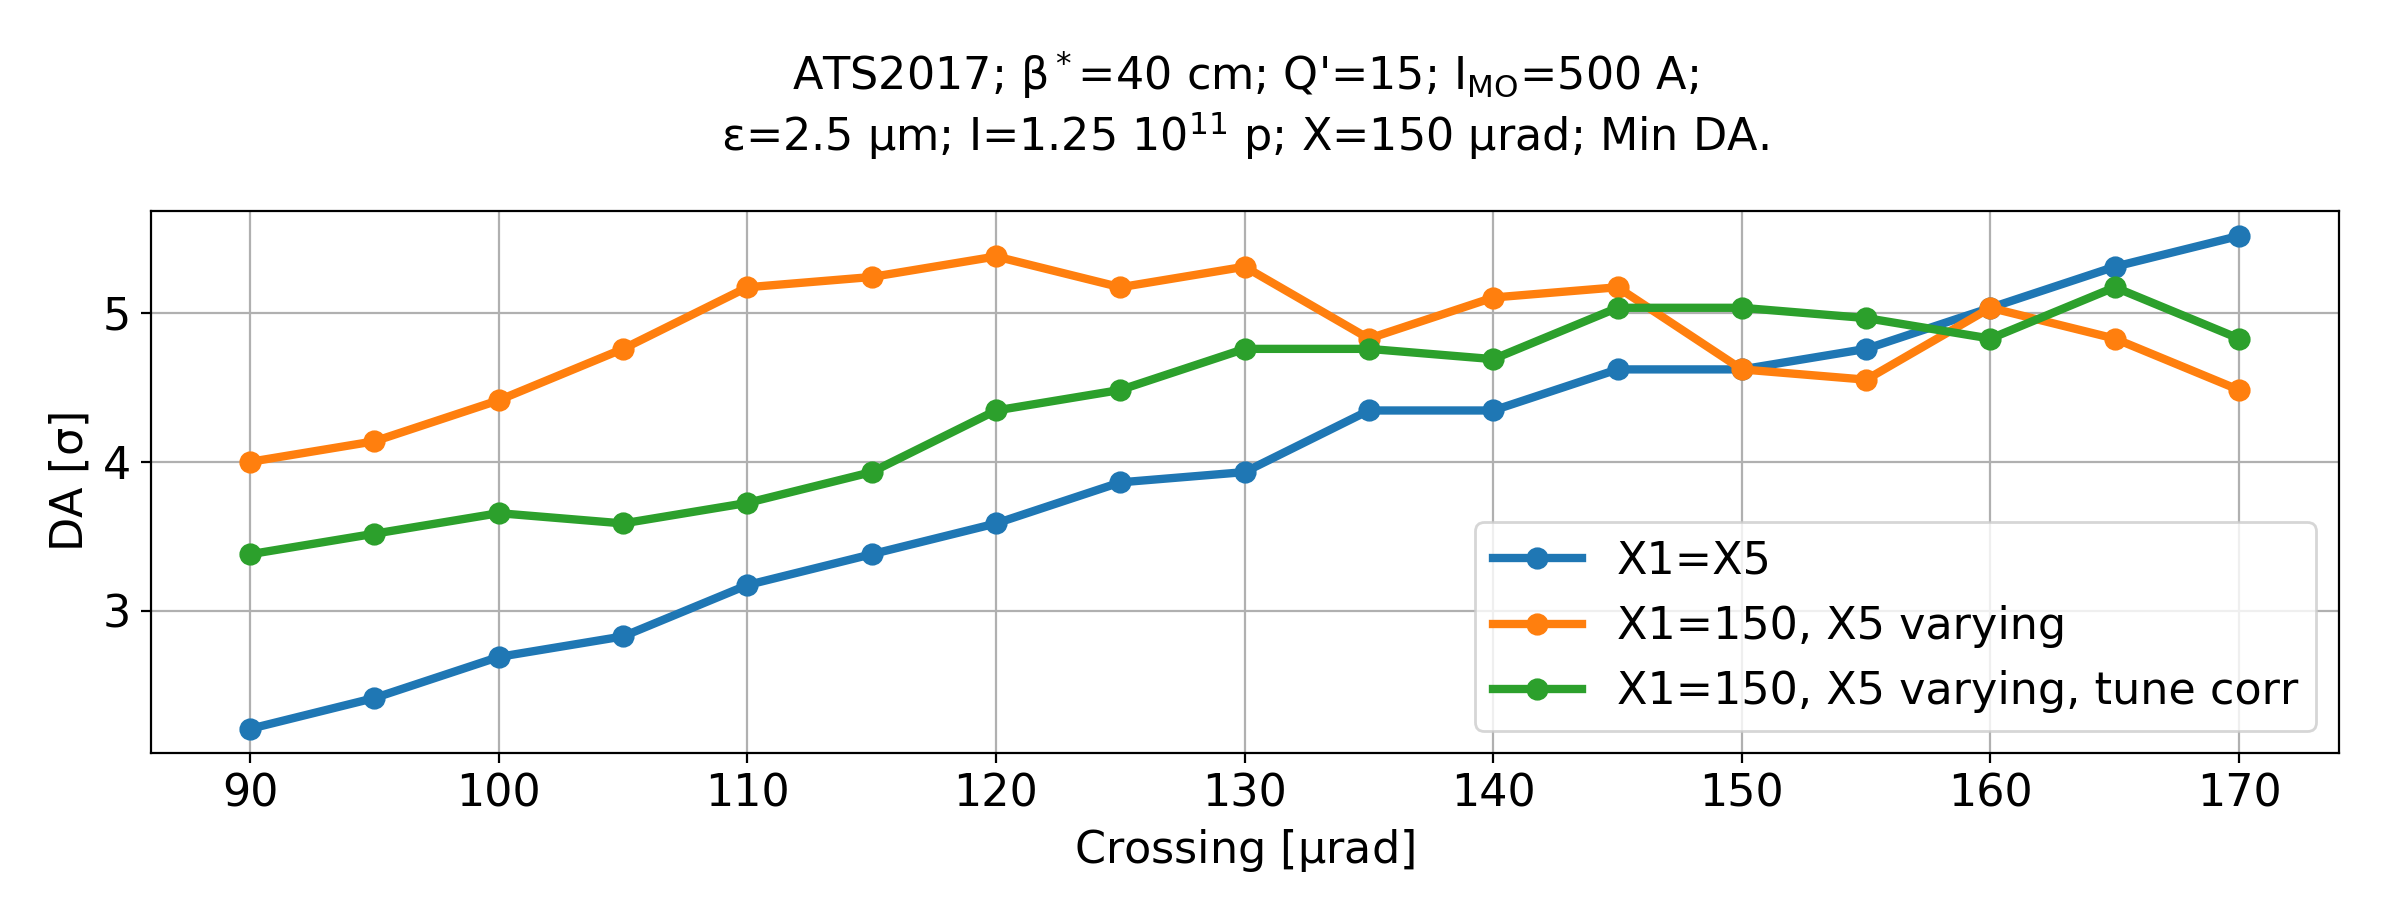 ATS2017; β*=40 cm; Q'=15; I_MO=500 A;
ε=2.5 μm; I=1.25 10^11 p; X=150 μrad; Min DA.
DA [σ]
5
4
3
X1=X5
X1=150, X5 varying
X1=150, X5 varying, tune corr
90 100 110 120 130 140 150 160 170
Crossing [μrad]